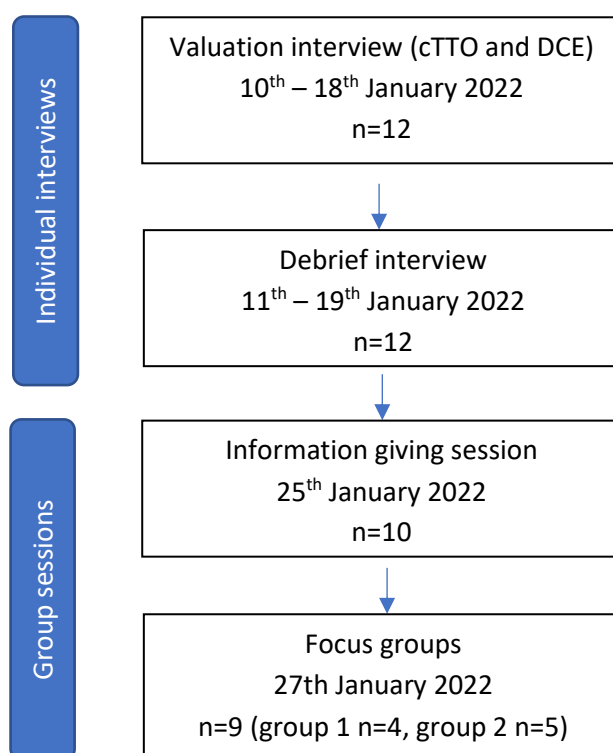 Individual interviews
Valuation interview (cTTO and DCE)
10th – 18th January 2022
n=12
Debrief interview
11th – 19th January 2022
n=12
Group sessions
Information giving session
25th January 2022
n=10
Focus groups
27th January 2022
n=9 (group 1 n=4, group 2 n=5)